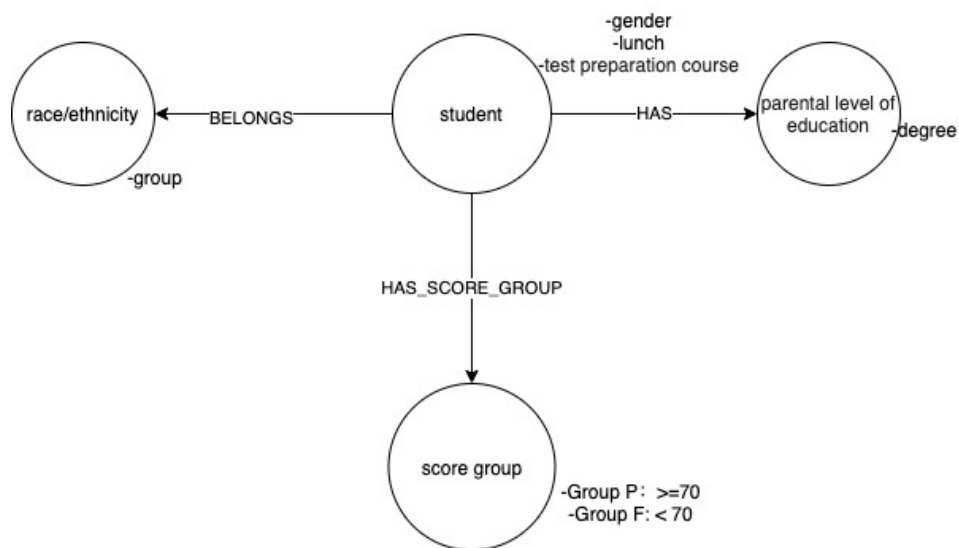 -gender
-lunch
-test preparation course
race/ethnicity
BELONGS
student
HAS
parental level of
education
-degree
-group
HAS_SCORE_GROUP
score group
-Group P: >=70
-Group F: < 70